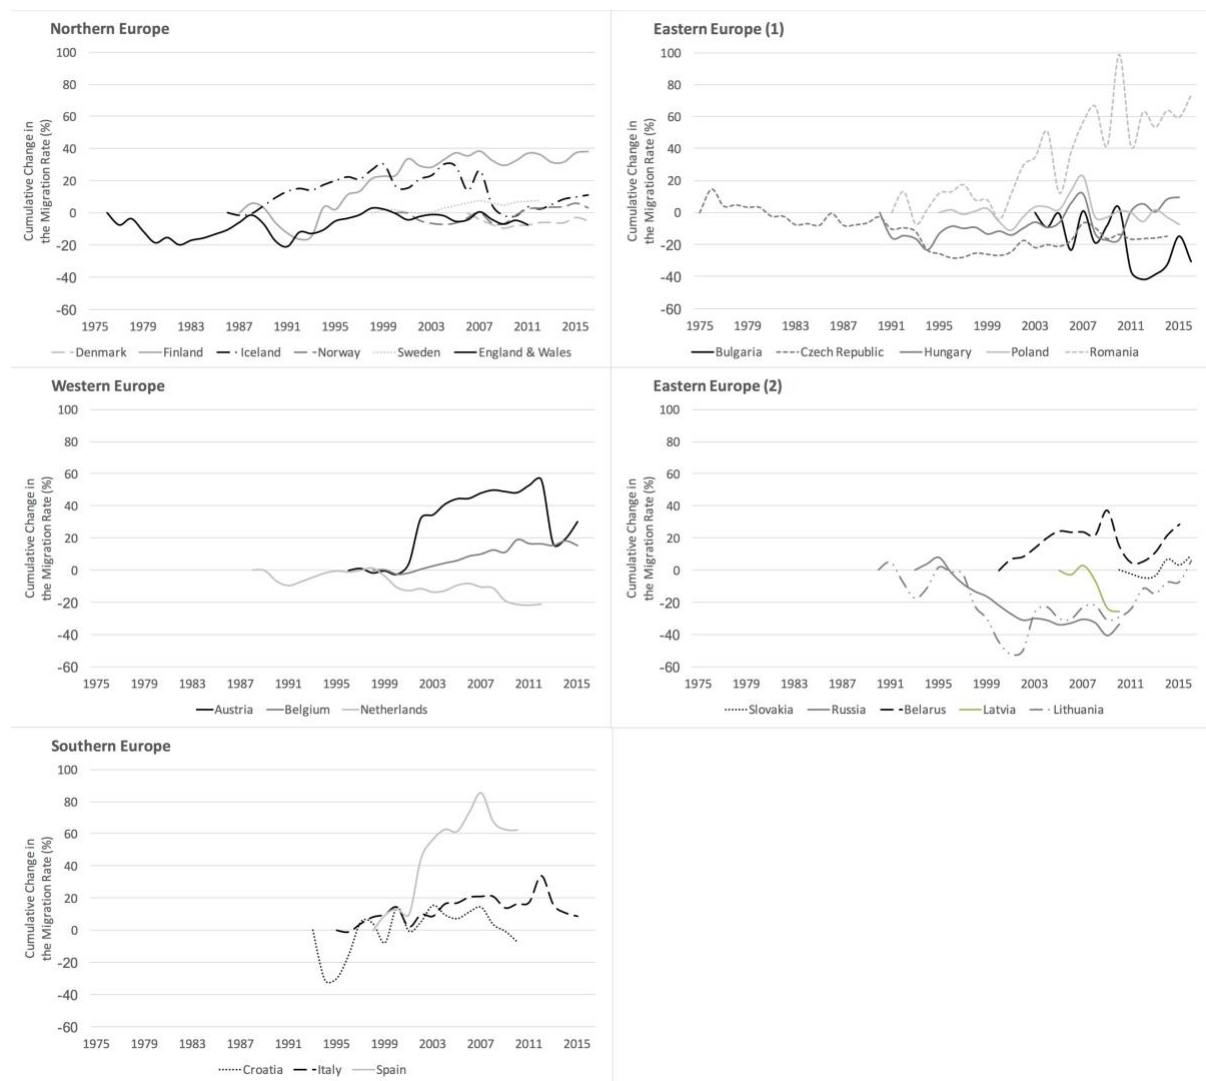 Northern Europe
Cumulative Change in
the Migration Rate (%)
100
80
60
40
20
0
-20
-40
-60
1975 1979 1983 1987 1991 1995 1999 2003 2007 2011 2015
Denmark Finland Iceland Norway Sweden England & Wales
Eastern Europe (1)
Cumulative Change in
the Migration Rate (%)
100
80
60
40
20
0
-20
-40
-60
1975 1979 1983 1987 1991 1995 1999 2003 2007 2011 2015
Bulgaria Czech Republic Hungary Poland Romania
Western Europe
Cumulative Change in
the Migration Rate (%)
100
80
60
40
20
0
-20
-40
-60
1975 1979 1983 1987 1991 1995 1999 2003 2007 2011 2015
Austria Belgium Netherlands
Eastern Europe (2)
Cumulative Change in
the Migration Rate (%)
100
80
60
40
20
0
-20
-40
-60
1975 1979 1983 1987 1991 1995 1999 2003 2007 2011 2015
Slovakia Russia Belarus Latvia Lithuania
Southern Europe
Cumulative Change in
the Migration Rate (%)
100
80
60
40
20
0
-20
-40
-60
1975 1979 1983 1987 1991 1995 1999 2003 2007 2011 2015
Croatia Italy Spain